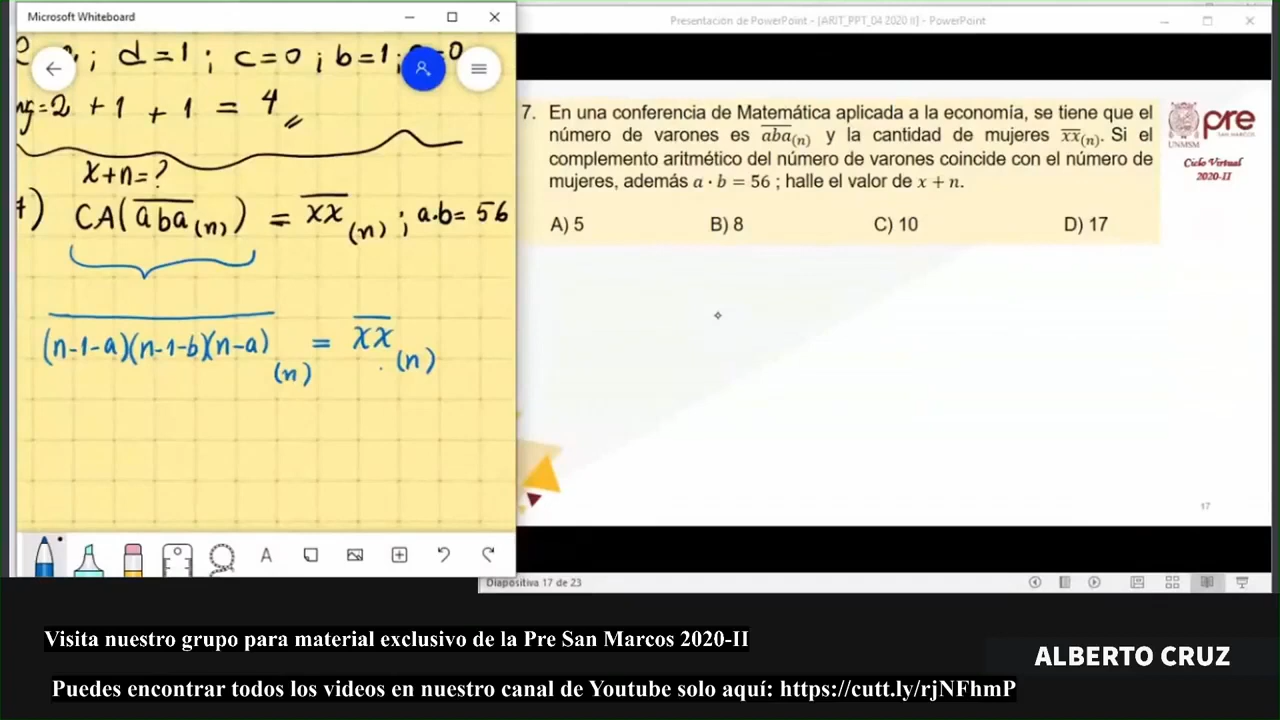 Microsoft Whiteboard
Presentación de PowerPoint - [ARIT_PPT_04 2020 II] - PowerPoint
; d=1 ; c=0 ; b=1;
=2 + 1 + 1 = 4
x+n=?
7) CA(aba(n)) = xx(n) ; a.b= 56
(n-1-a)(n-1-b)(n-a)(n) = xx(n)
7. En una conferencia de Matemática aplicada a la economía, se tiene que el
número de varones es aba(n) y la cantidad de mujeres xx(n). Si el
complemento aritmético del número de varones coincide con el número de
mujeres, además a · b = 56 ; halle el valor de x + n.
A) 5 B) 8 C) 10 D) 17
pre
SAN MARCOS
UNMSM
Ciclo Virtual
2020-II
17
A
Diapositiva 17 de 23
Visita nuestro grupo para material exclusivo de la Pre San Marcos 2020-II
ALBERTO CRUZ
Puedes encontrar todos los videos en nuestro canal de Youtube solo aquí: https://cutt.ly/rjNFhmP